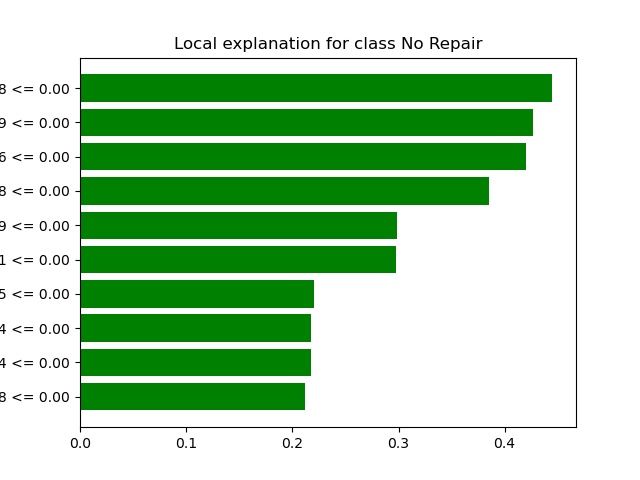 Local explanation for class No Repair
8 <= 0.00
9 <= 0.00
6 <= 0.00
8 <= 0.00
9 <= 0.00
1 <= 0.00
5 <= 0.00
4 <= 0.00
4 <= 0.00
8 <= 0.00
0.0 0.1 0.2 0.3 0.4